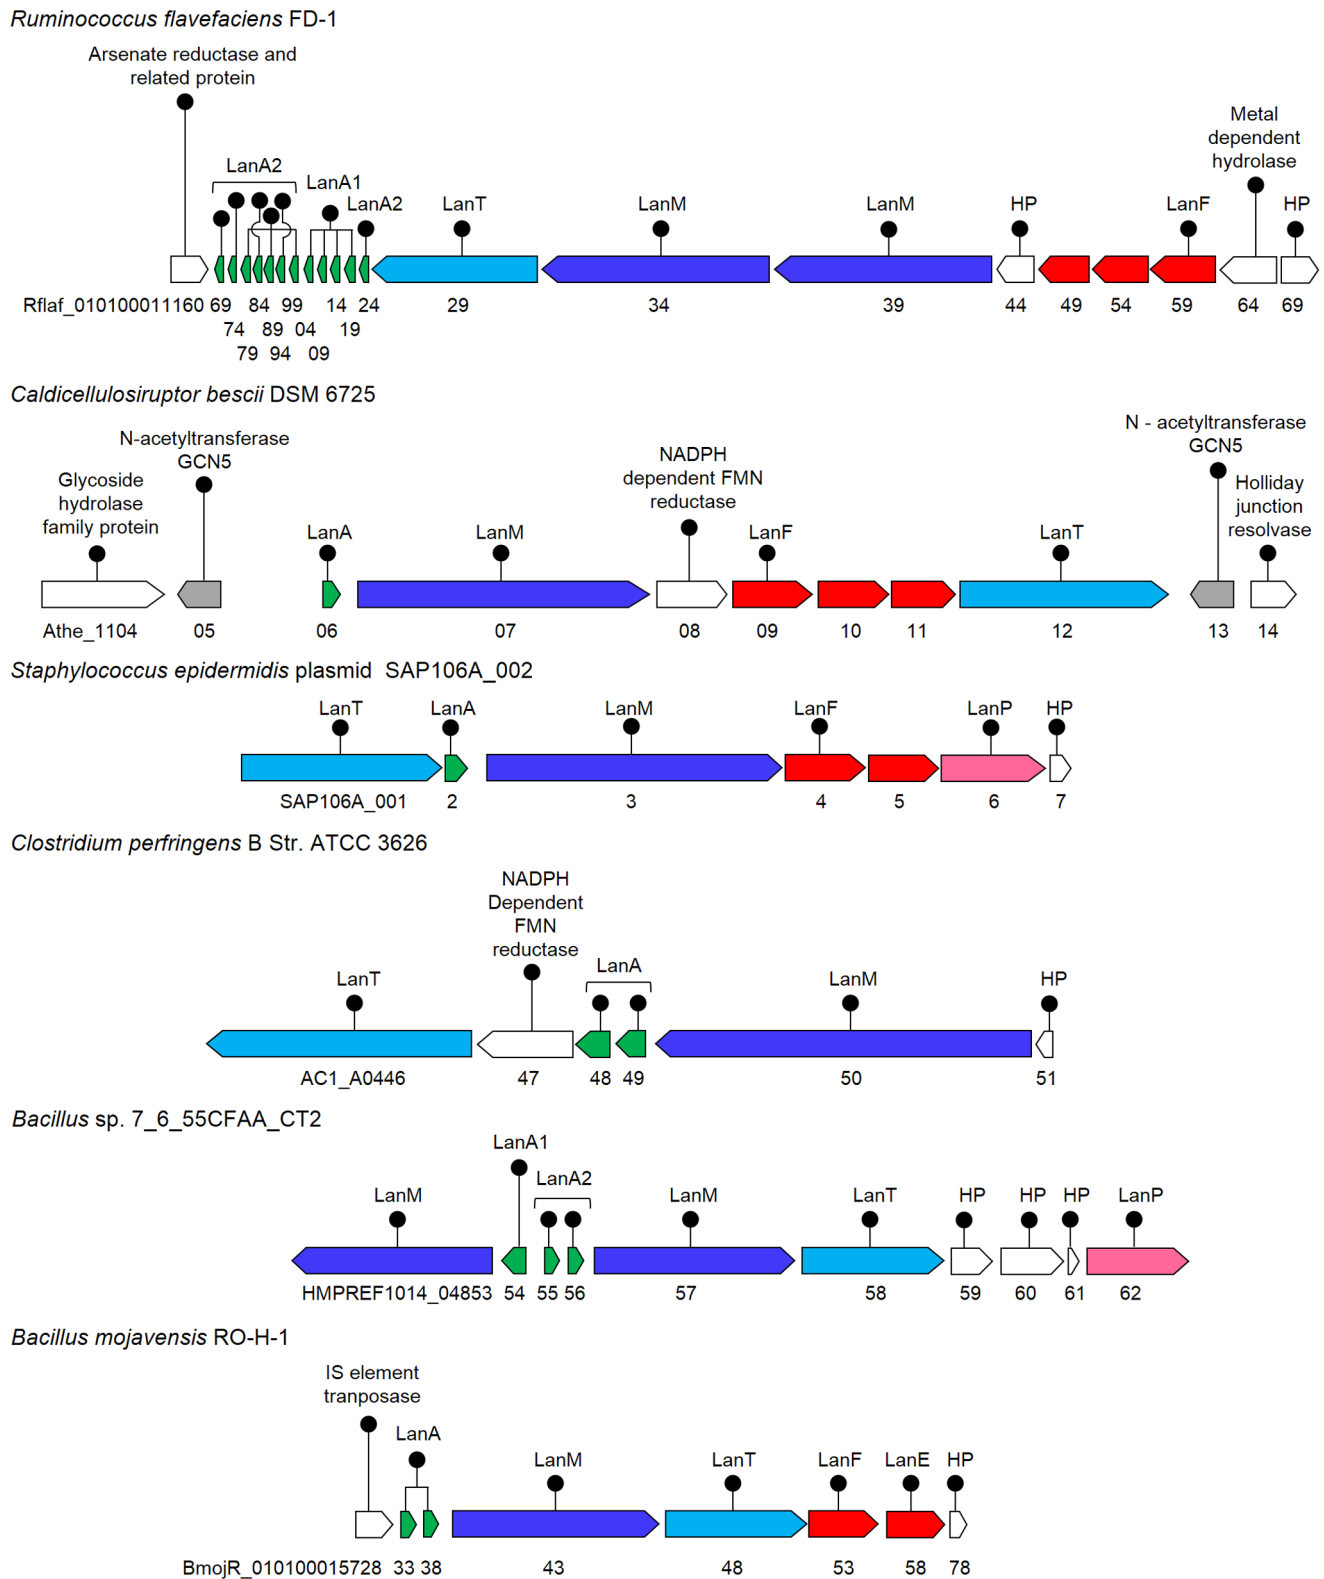 Ruminococcus flavefaciens FD-1
Arsenate reductase and
related protein
Metal
dependent
hydrolase
LanA2
LanA1
LanA2
LanT
LanM
LanM
HP
LanF
HP
Rflaf_010100011160 69 84 99 14 24 29 34 39 44 49 54 59 64 69
74 89 04 19
79 94 09
Caldicellulosiruptor bescii DSM 6725
N-acetyltransferase
GCN5
Glycoside
hydrolase
family protein
LanA
LanM
NADPH
dependent FMN
reductase
LanF
LanT
N - acetyltransferase
GCN5
Holliday
junction
resolvase
Athe_1104 05 06 07 08 09 10 11 12 13 14
Staphylococcus epidermidis plasmid SAP106A_002
LanT LanA LanM LanF LanP HP
SAP106A_001 2 3 4 5 6 7
Clostridium perfringens B Str. ATCC 3626
NADPH
Dependent
FMN
reductase
LanT
LanA
LanM
HP
AC1_A0446 47 48 49 50 51
Bacillus sp. 7_6_55CFAA_CT2
LanA1
LanA2
LanM LanM LanT HP HP HP LanP
HMPREF1014_04853 54 55 56 57 58 59 60 61 62
Bacillus mojavensis RO-H-1
IS element
tranposase
LanA
LanM LanT LanF LanE HP
BmojR_010100015728 33 38 43 48 53 58 78